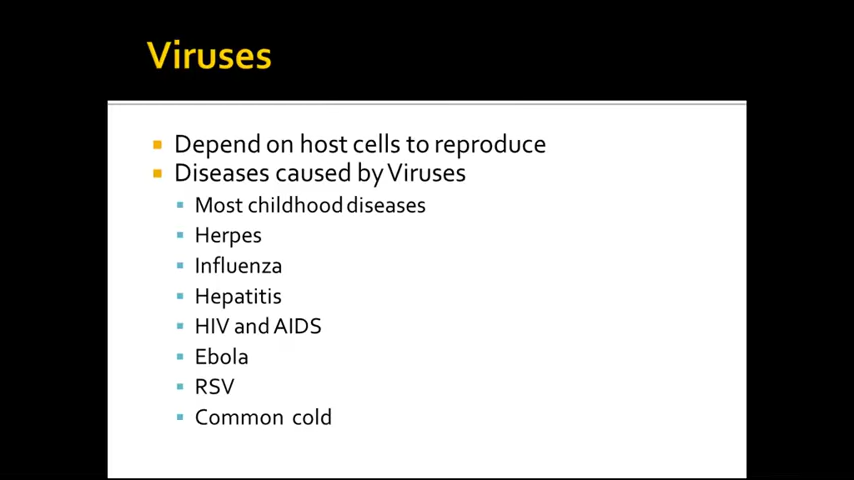 Viruses
Depend on host cells to reproduce
Diseases caused by Viruses
Most childhood diseases
Herpes
Influenza
Hepatitis
HIV and AIDS
Ebola
RSV
Common cold